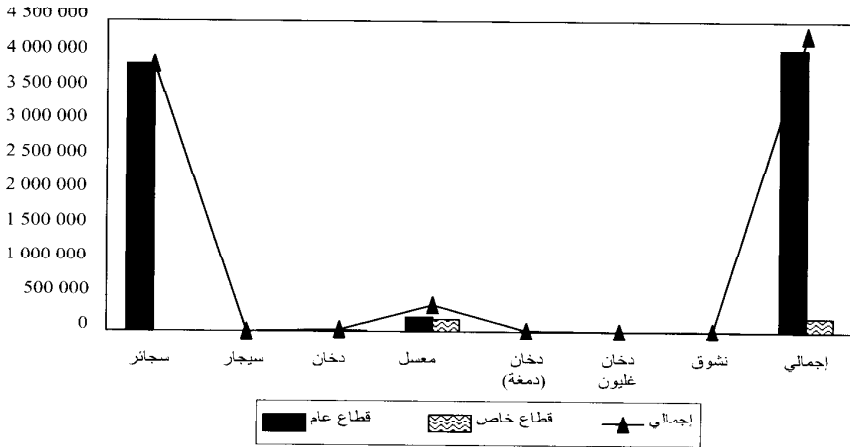 4 500 000
4 000 000
3 500 000
3 000 000
2 500 000
2 000 000
1 500 000
1 000 000
500 000
0
سجائر
سيجار
دخان
معسل
دخان
(دمغة)
دخان
غليون
نشوق
إجمالي
قطاع عام
قطاع خاص
إجمالي